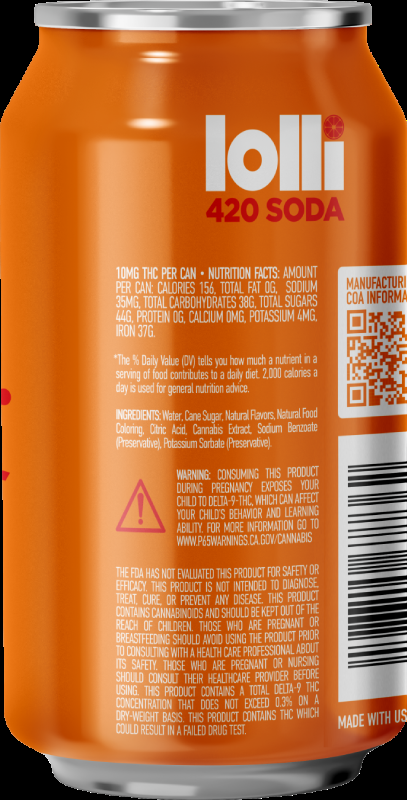 lolli
420 SODA
10MG THC PER CAN • NUTRITION FACTS: AMOUNT
PER CAN: CALORIES 156, TOTAL FAT 0G, SODIUM
35MG, TOTAL CARBOHYDRATES 38G, TOTAL SUGARS
44G, PROTEIN 0G, CALCIUM 0MG, POTASSIUM 4MG,
IRON 37G.
*The % Daily Value (DV) tells you how much a nutrient in a
serving of food contributes to a daily diet. 2,000 calories a
day is used for general nutrition advice.
INGREDIENTS: Water, Cane Sugar, Natural Flavors, Natural Food
Coloring, Citric Acid, Cannabis Extract, Sodium Benzoate
(Preservative), Potassium Sorbate (Preservative).
WARNING: CONSUMING THIS PRODUCT
DURING PREGNANCY EXPOSES YOUR
CHILD TO DELTA-9-THC, WHICH CAN AFFECT
YOUR CHILD'S BEHAVIOR AND LEARNING
ABILITY. FOR MORE INFORMATION GO TO
WWW.P65WARNINGS.CA.GOV/CANNABIS
THE FDA HAS NOT EVALUATED THIS PRODUCT FOR SAFETY OR
EFFICACY. THIS PRODUCT IS NOT INTENDED TO DIAGNOSE,
TREAT, CURE, OR PREVENT ANY DISEASE. THIS PRODUCT
CONTAINS CANNABINOIDS AND SHOULD BE KEPT OUT OF THE
REACH OF CHILDREN. THOSE WHO ARE PREGNANT OR
BREASTFEEDING SHOULD AVOID USING THE PRODUCT PRIOR
TO CONSULTING WITH A HEALTH CARE PROFESSIONAL ABOUT
ITS SAFETY. THOSE WHO ARE PREGNANT OR NURSING
SHOULD CONSULT THEIR HEALTHCARE PROVIDER BEFORE
USING. THIS PRODUCT CONTAINS A TOTAL DELTA-9 THC
CONCENTRATION THAT DOES NOT EXCEED 0.3% ON A
DRY-WEIGHT BASIS. THIS PRODUCT CONTAINS THC WHICH
COULD RESULT IN A FAILED DRUG TEST.
MANUFACTURI
COA INFORMA
MADE WITH US